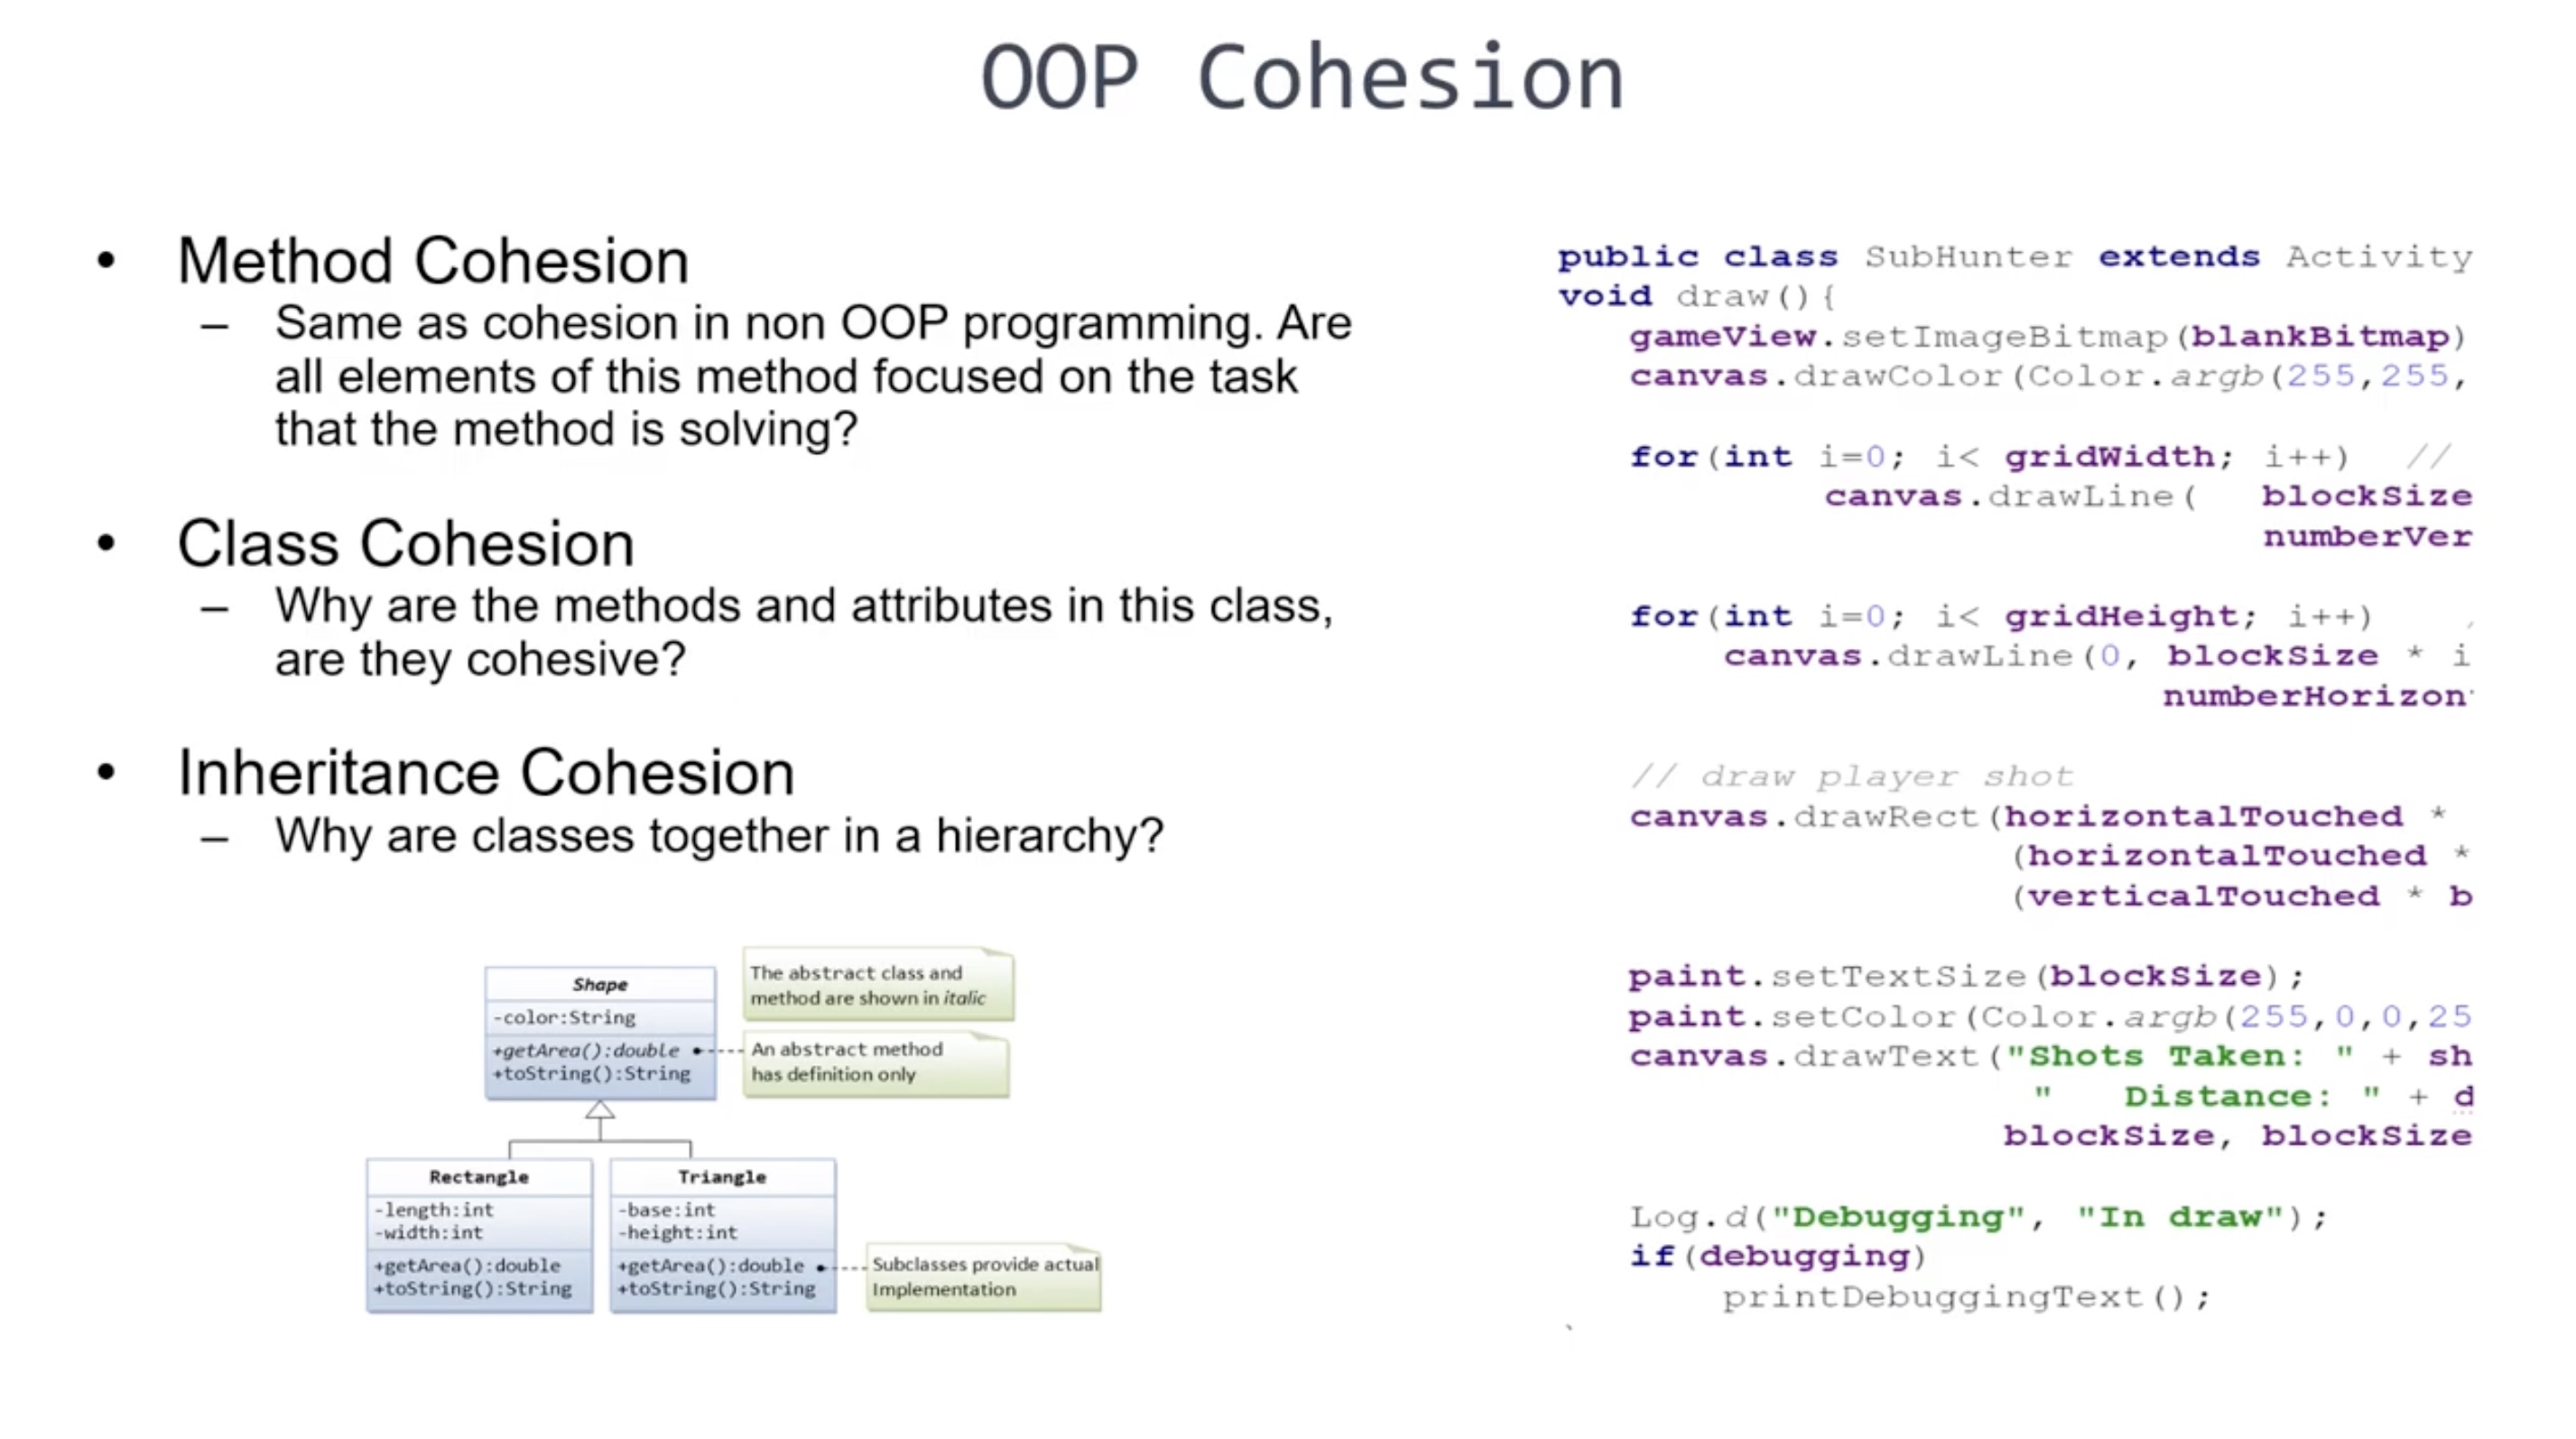 OOP Cohesion
• Method Cohesion
– Same as cohesion in non OOP programming. Are
all elements of this method focused on the task
that the method is solving?
• Class Cohesion
– Why are the methods and attributes in this class,
are they cohesive?
• Inheritance Cohesion
– Why are classes together in a hierarchy?
Shape
-color:String
+getArea():double
+toString():String
The abstract class and
method are shown in italic
An abstract method
has definition only
Rectangle
-length:int
-width:int
+getArea():double
+toString():String
Triangle
-base:int
-height:int
+getArea():double
+toString():String
Subclasses provide actual
Implementation
public class SubHunter extends Activity
void draw(){
gameView.setImageBitmap(blankBitmap)
canvas.drawColor(Color.argb(255,255,
for(int i=0; i< gridWidth; i++) //
canvas.drawLine( blockSize
numberVer
for(int i=0; i< gridHeight; i++)
canvas.drawLine(0, blockSize * i
numberHorizon
// draw player shot
canvas.drawRect(horizontalTouched *
(horizontalTouched *
(verticalTouched * b
paint.setTextSize(blockSize);
paint.setColor(Color.argb(255,0,0,25
canvas.drawText("Shots Taken: " + sh
" Distance: " + d
blockSize, blockSize
Log.d("Debugging", "In draw");
if(debugging)
printDebuggingText();